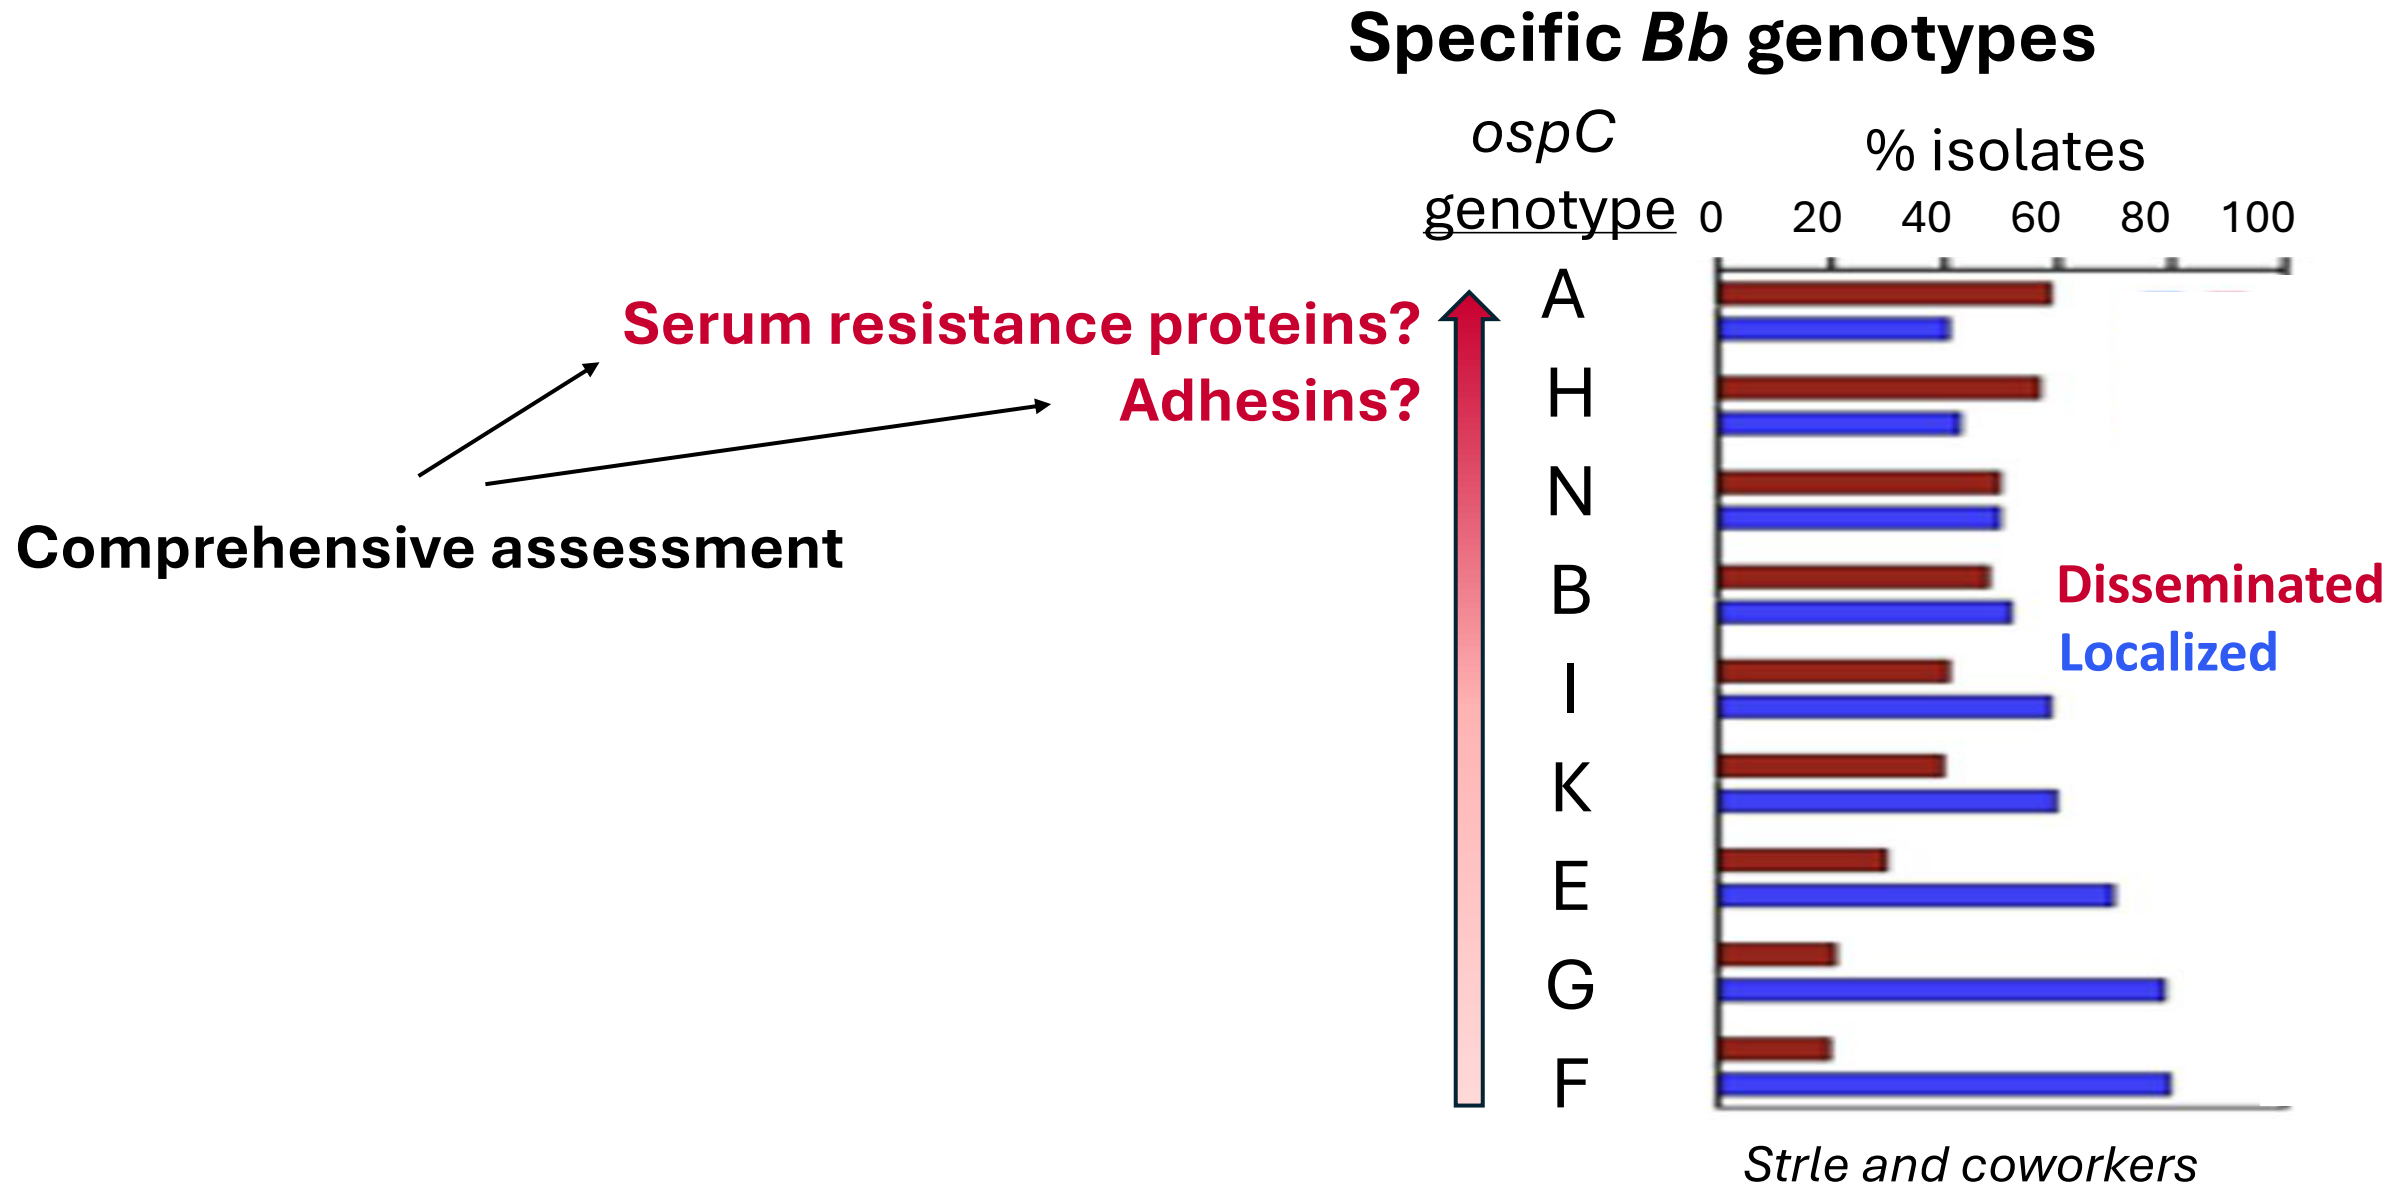 Specific Bb genotypes
ospC
genotype
% isolates
0 20 40 60 80 100
Serum resistance proteins?
Adhesins?
Comprehensive assessment
A
H
N
B
I
K
E
G
F
Disseminated
Localized
Strle and coworkers